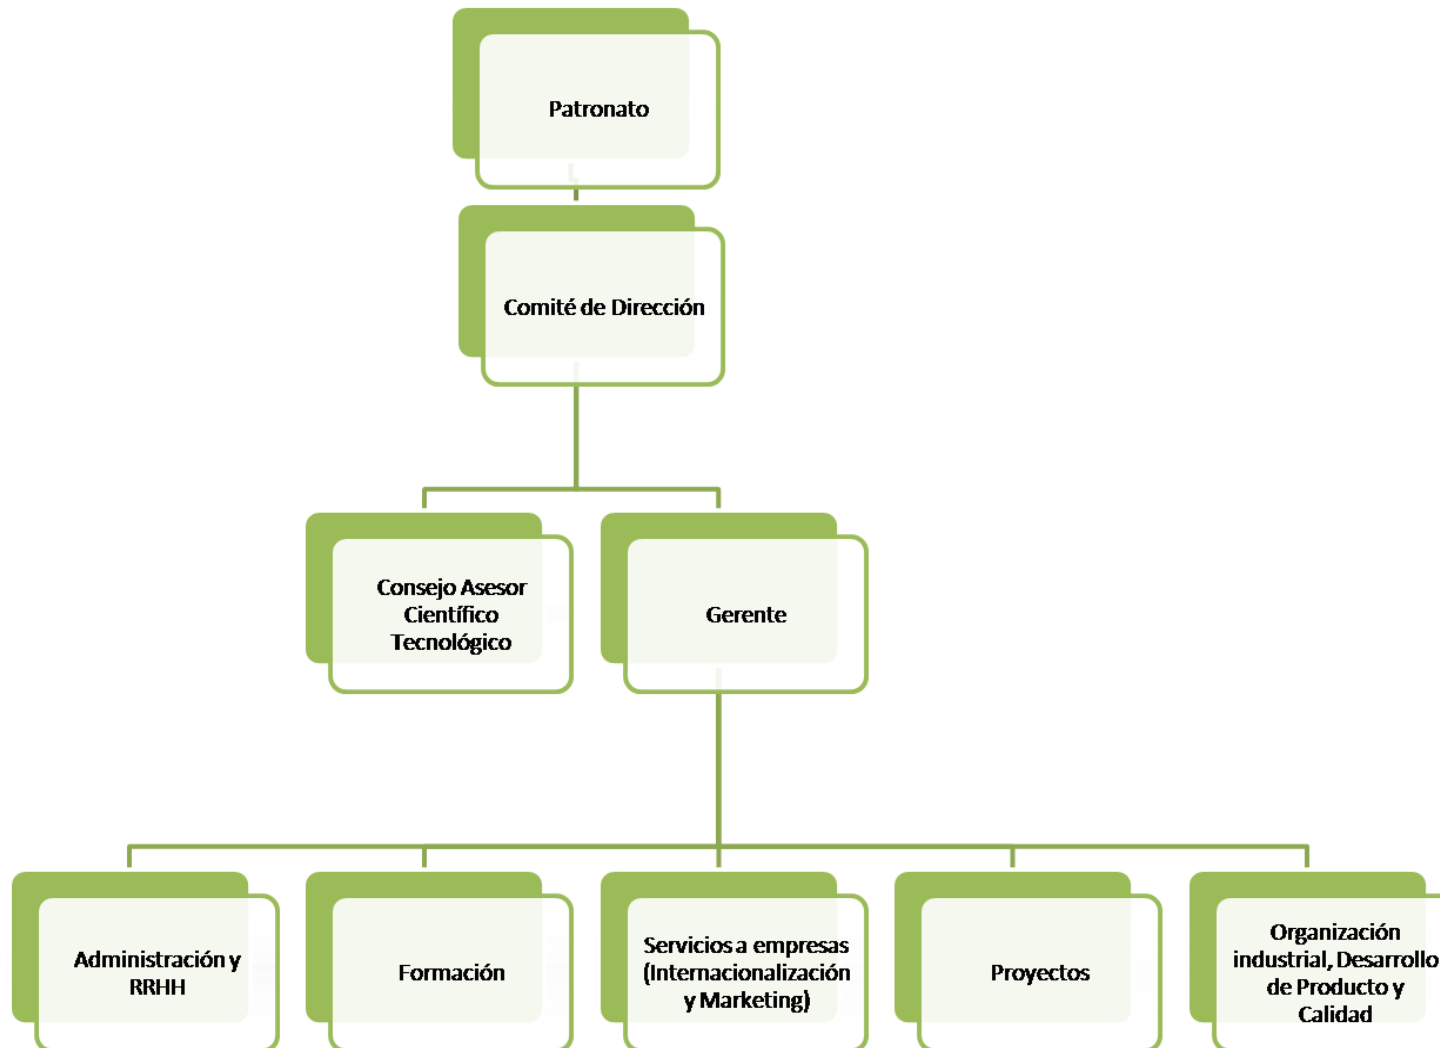 Patronato
Comité de Dirección
Consejo Asesor
Científico
Tecnológico
Gerente
Administración y
RRHH
Formación
Servicios a empresas
(Internacionalización
y Marketing)
Proyectos
Organización
industrial, Desarrollo
de Producto y
Calidad